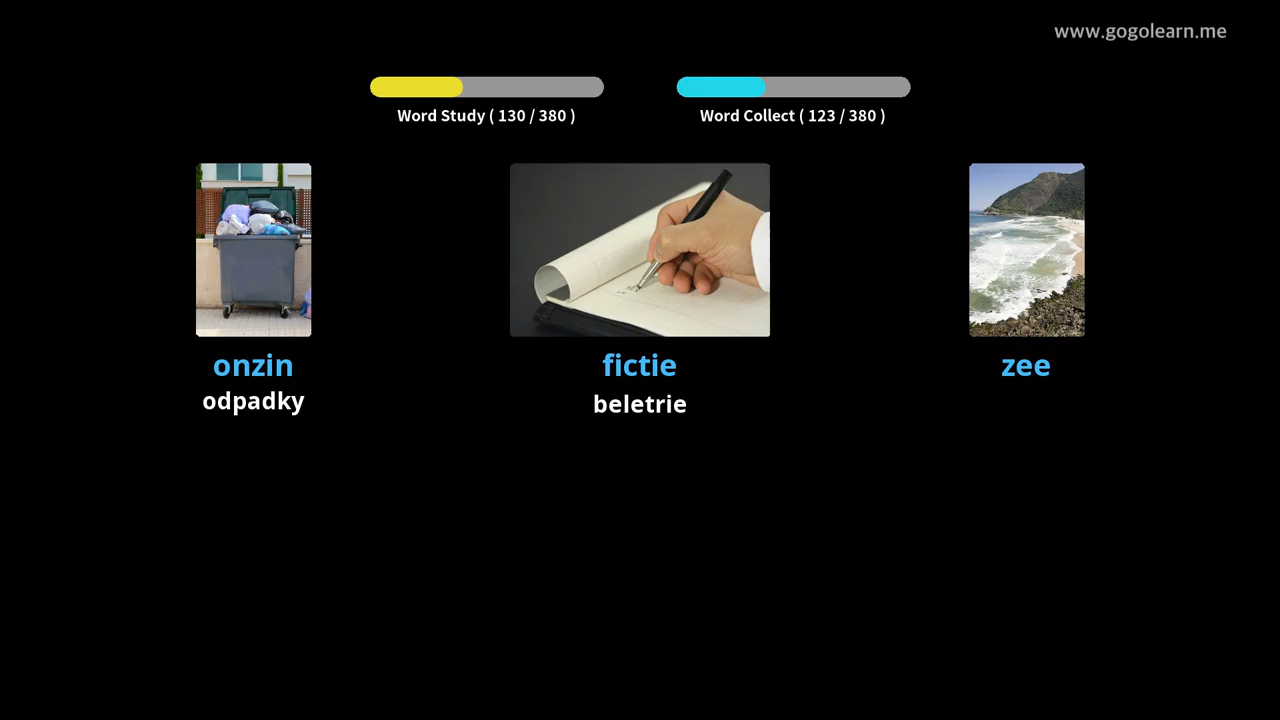 www.gogolearn.me
Word Study ( 130 / 380 )
Word Collect ( 123 / 380 )
onzin
odpadky
fictie
beletrie
zee